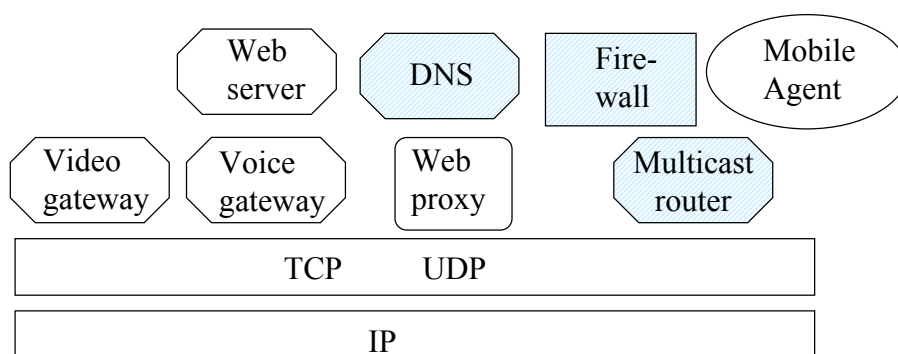 Web
server
DNS
Fire-
wall
Mobile
Agent
Video
gateway
Voice
gateway
Web
proxy
Multicast
router
TCP UDP
IP